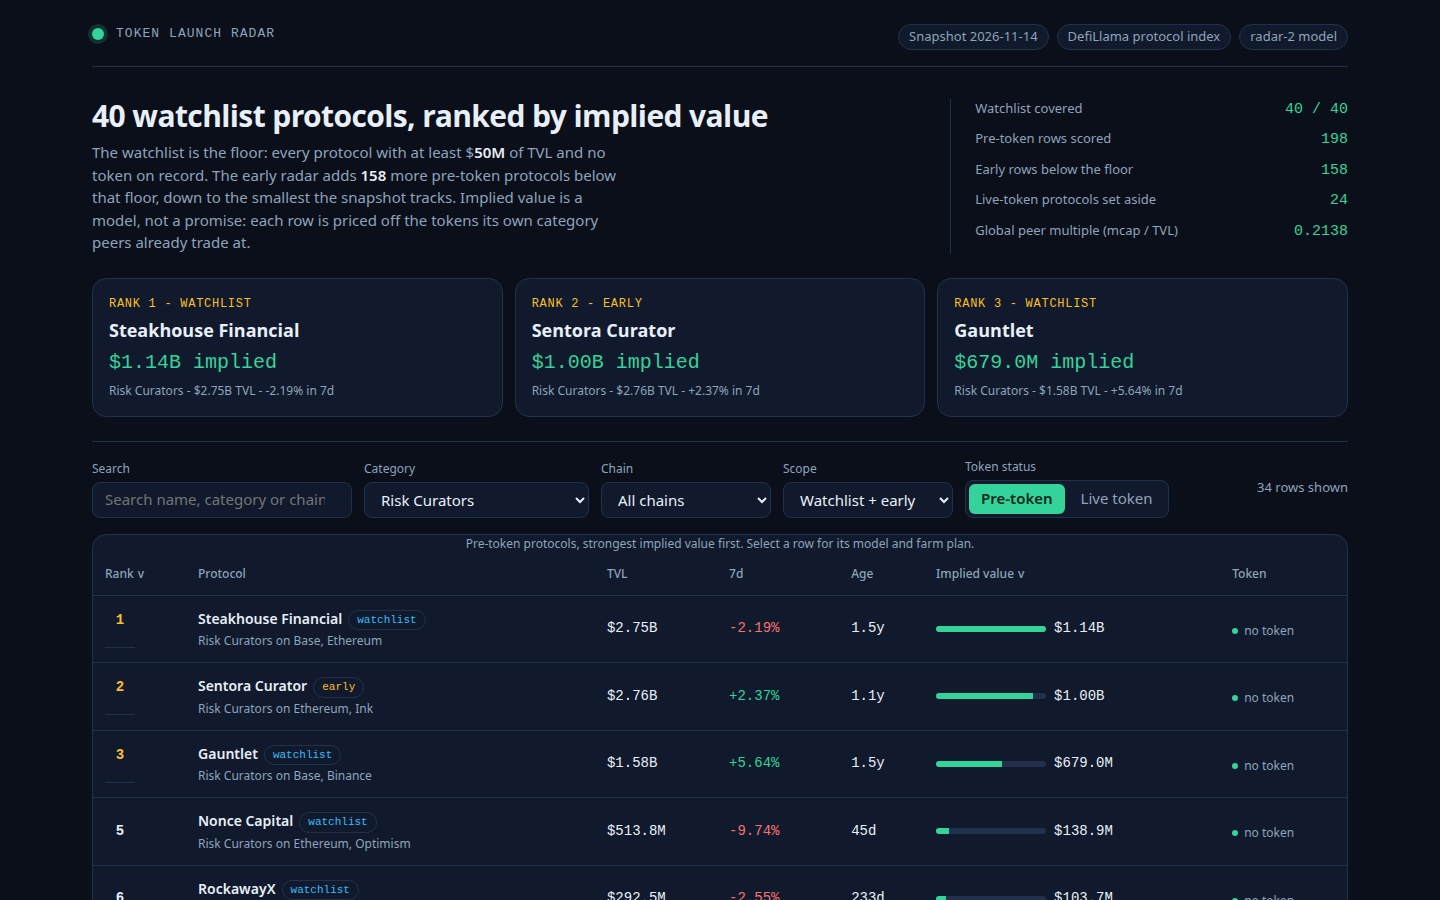 TOKEN LAUNCH RADAR
Snapshot 2026-11-14
DefiLlama protocol index
radar-2 model
40 watchlist protocols, ranked by implied value
The watchlist is the floor: every protocol with at least $50M of TVL and no
token on record. The early radar adds 158 more pre-token protocols below
that floor, down to the smallest the snapshot tracks. Implied value is a
model, not a promise: each row is priced off the tokens its own category
peers already trade at.
Watchlist covered 40 / 40
Pre-token rows scored 198
Early rows below the floor 158
Live-token protocols set aside 24
Global peer multiple (mcap / TVL) 0.2138
RANK 1 - WATCHLIST
Steakhouse Financial
$1.14B implied
Risk Curators - $2.75B TVL - -2.19% in 7d
RANK 2 - EARLY
Sentora Curator
$1.00B implied
Risk Curators - $2.76B TVL - +2.37% in 7d
RANK 3 - WATCHLIST
Gauntlet
$679.0M implied
Risk Curators - $1.58B TVL - +5.64% in 7d
Search
Search name, category or chain
Category
Risk Curators
Chain
All chains
Scope
Watchlist + early
Token status
Pre-token Live token
34 rows shown
Pre-token protocols, strongest implied value first. Select a row for its model and farm plan.
Rank v Protocol TVL 7d Age Implied value v Token
1 Steakhouse Financial watchlist $2.75B -2.19% 1.5y $1.14B no token
Risk Curators on Base, Ethereum
2 Sentora Curator early $2.76B +2.37% 1.1y $1.00B no token
Risk Curators on Ethereum, Ink
3 Gauntlet watchlist $1.58B +5.64% 1.5y $679.0M no token
Risk Curators on Base, Binance
5 Nonce Capital watchlist $513.8M -9.74% 45d $138.9M no token
Risk Curators on Ethereum, Optimism
6 RockawayX watchlist $292.5M -2.55% 233d $103.7M no token